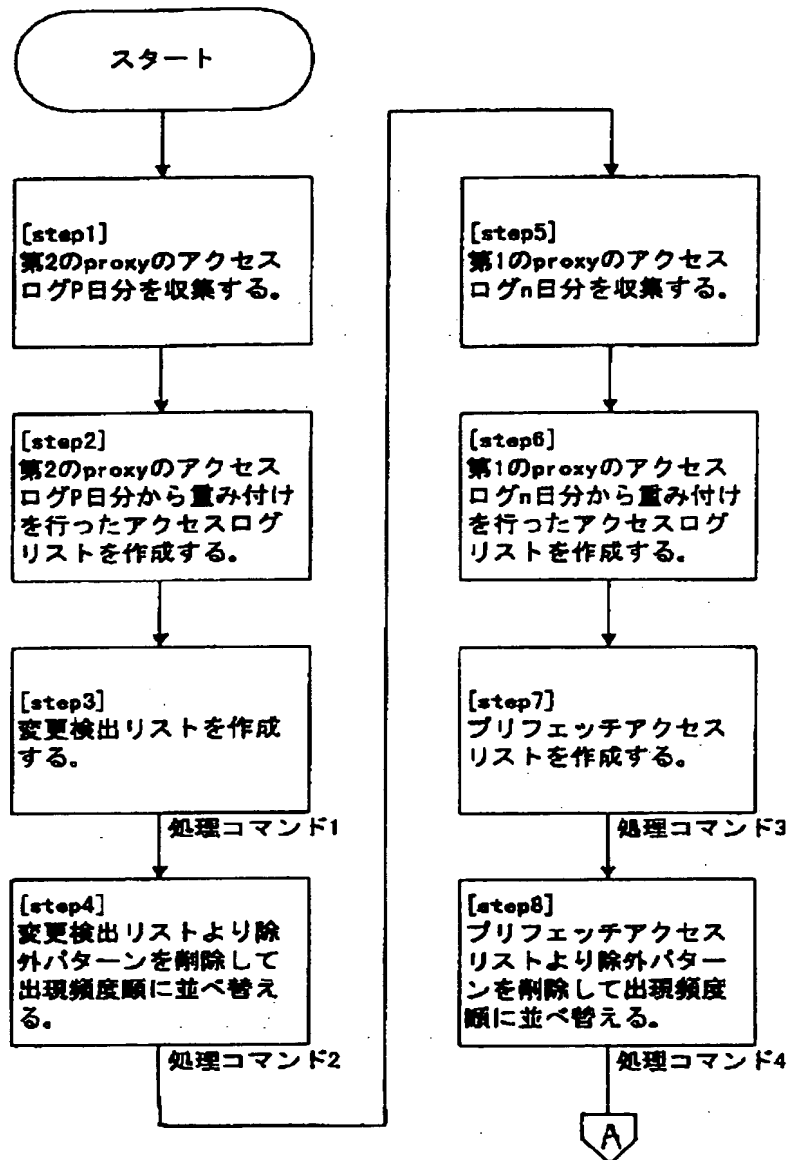 スタート
[step1]
第2のproxyのアクセス
ログP日分を収集する。
[step2]
第2のproxyのアクセス
ログP日分から重み付け
を行ったアクセスログ
リストを作成する。
[step3]
変更検出リストを作成
する。
処理コマンド1
[step4]
変更検出リストより除
外パターンを削除して
出現頻度順に並べ替え
る。
処理コマンド2
[step5]
第1のproxyのアクセス
ログn日分を収集する。
[step6]
第1のproxyのアクセス
ログn日分から重み付け
を行ったアクセスログ
リストを作成する。
[step7]
プリフェッチアクセス
リストを作成する。
処理コマンド3
[step8]
プリフェッチアクセス
リストより除外パター
ンを削除して出現頻度
順に並べ替える。
処理コマンド4
A